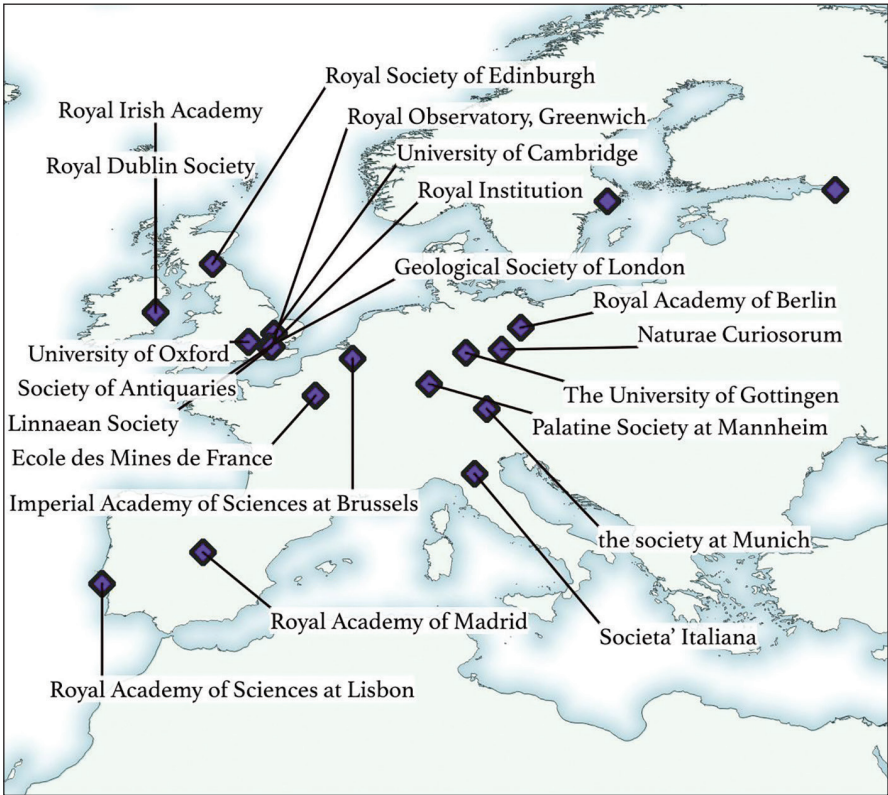 Royal Society of Edinburgh
Royal Irish Academy
Royal Observatory, Greenwich
University of Cambridge
Royal Dublin Society
Royal Institution
Geological Society of London
Royal Academy of Berlin
Naturae Curiosorum
University of Oxford
Society of Antiquaries
The University of Gottingen
Linnaean Society
Palatine Society at Mannheim
Ecole des Mines de France
Imperial Academy of Sciences at Brussels
the society at Munich
Royal Academy of Madrid
Societa’ Italiana
Royal Academy of Sciences at Lisbon